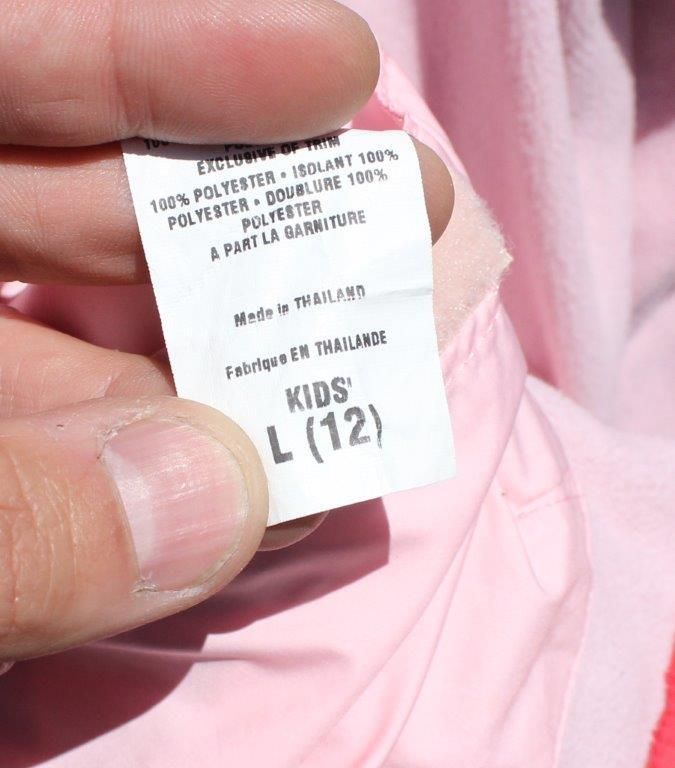 EXCLUSIVE OF TRIM
100% POLYESTER • ISOLANT 100%
POLYESTER • DOUBLURE 100%
POLYESTER
A PART LA GARNITURE
Made in THAILAND
Fabrique EN THAILANDE
KIDS'
L (12)